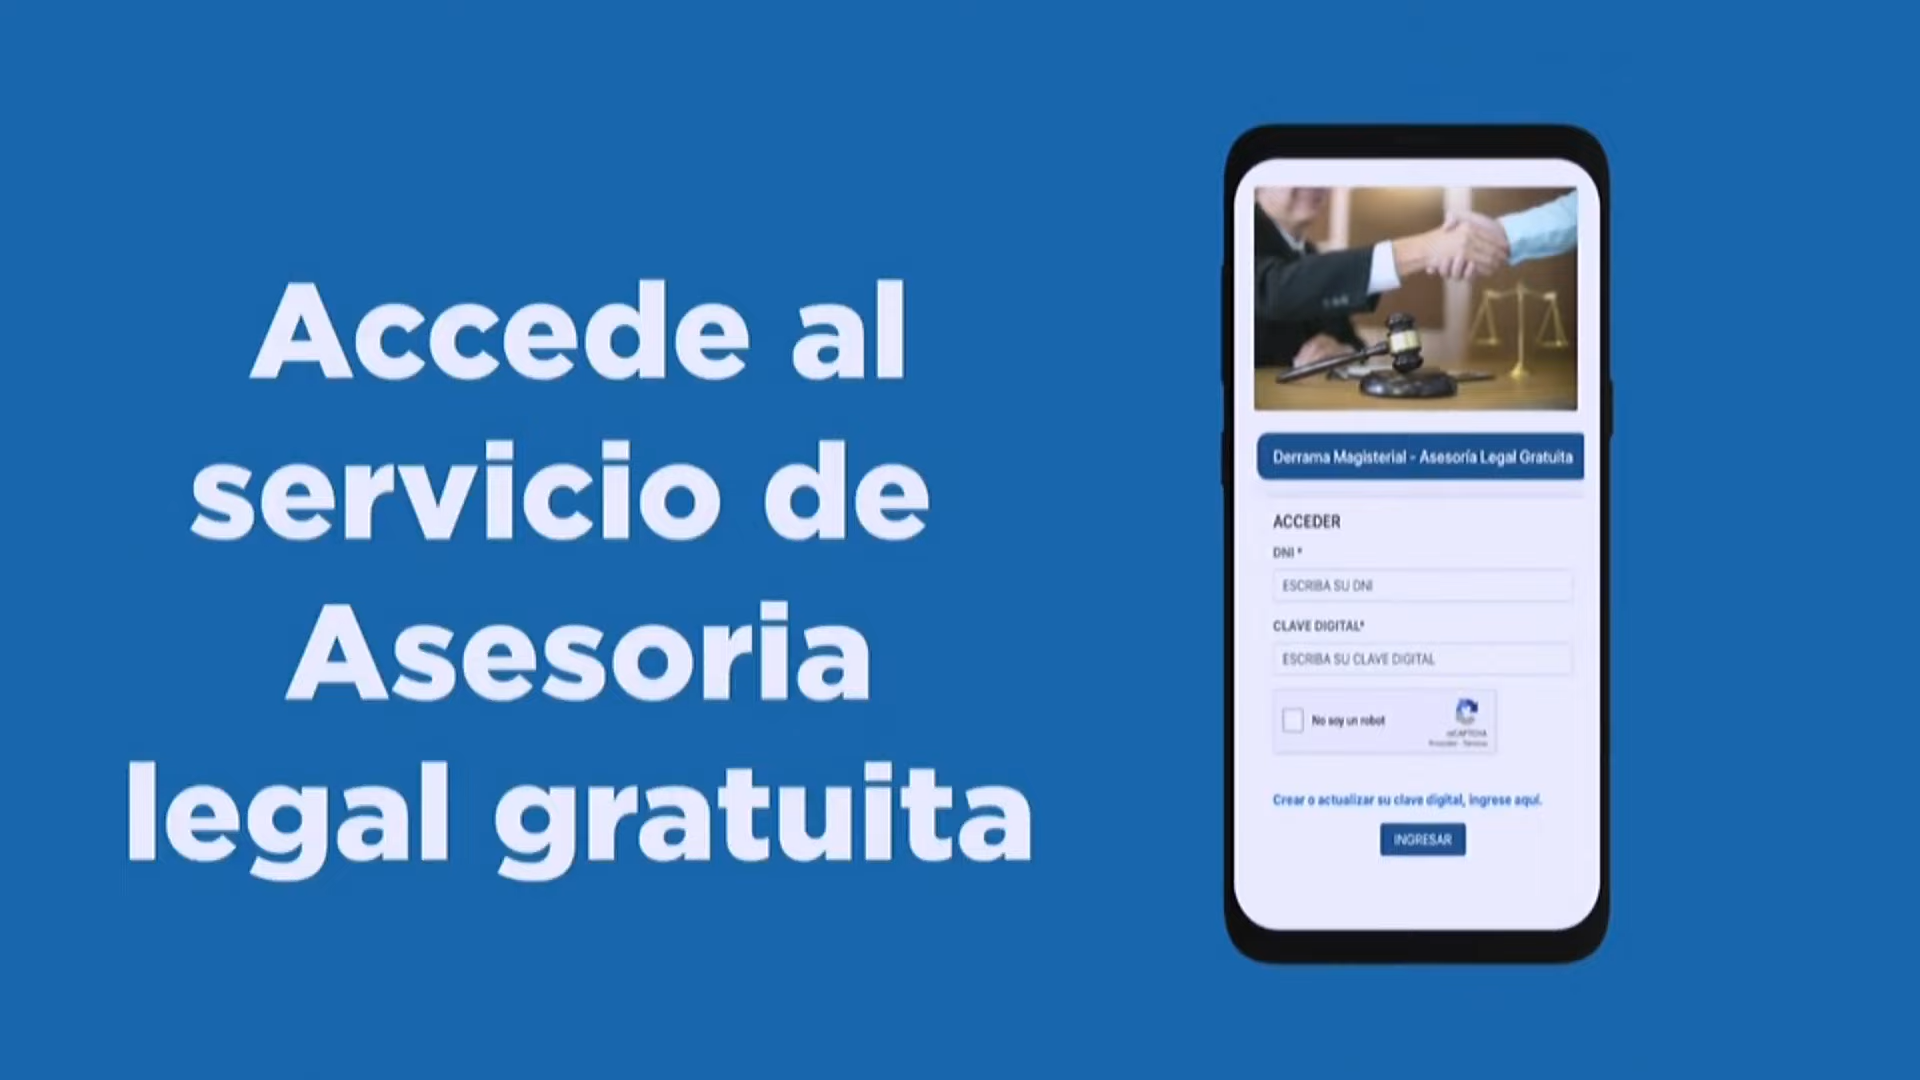 Accede al
servicio de
Asesoria
legal gratuita
Derrama Magisterial - Asesoría Legal Gratuita
ACCEDER
DNI *
ESCRIBA SU DNI
CLAVE DIGITAL*
ESCRIBA SU CLAVE DIGITAL
No soy un robot
reCAPTCHA
Crear o actualizar su clave digital, ingrese aquí.
INGRESAR